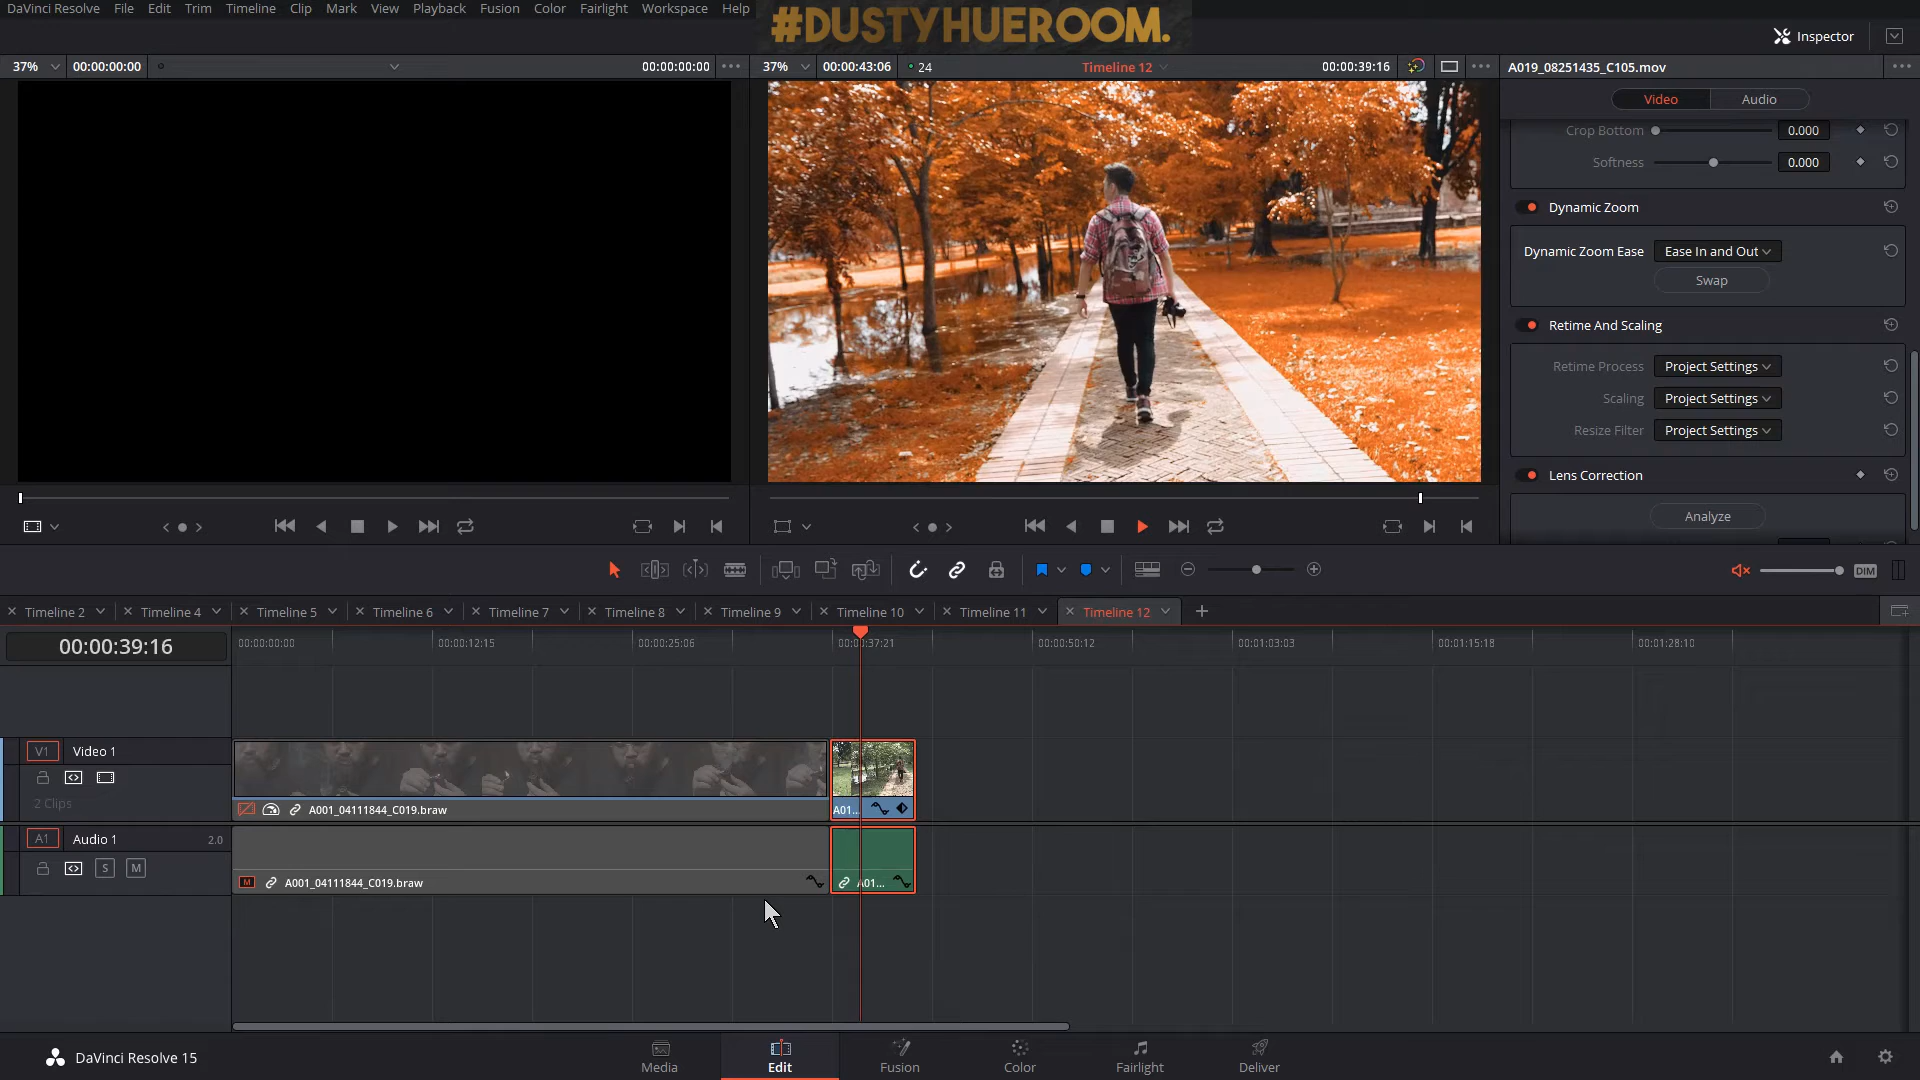 DaVinci Resolve File Edit Trim Timeline Clip Mark View Playback Fusion Color Fairlight Workspace Help
#DUSTYHUEROOM.
Inspector
37% 00:00:00:00 00:00:00:00
37% 00:00:43:06 24 Timeline 12 00:00:39:16
A019_08251435_C105.mov
Video Audio
Crop Bottom 0.000
Softness 0.000
Dynamic Zoom
Dynamic Zoom Ease Ease In and Out
Swap
Retime And Scaling
Retime Process Project Settings
Scaling Project Settings
Resize Filter Project Settings
Lens Correction
Analyze
DIM
Timeline 2 Timeline 4 Timeline 5 Timeline 6 Timeline 7 Timeline 8 Timeline 9 Timeline 10 Timeline 11 Timeline 12
00:00:39:16
00:00:00:00 00:00:12:15 00:00:25:06 00:00:37:21 00:00:50:12 00:01:03:03 00:01:15:18 00:01:28:10
V1 Video 1
2 Clips
A001_04111844_C019.braw A01...
A1 Audio 1 2.0
S M
M A001_04111844_C019.braw A01...
DaVinci Resolve 15
Media Edit Fusion Color Fairlight Deliver